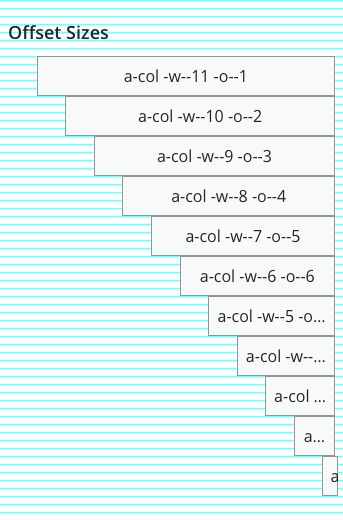 Offset Sizes
a-col -w--11 -o--1
a-col -w--10 -o--2
a-col -w--9 -o--3
a-col -w--8 -o--4
a-col -w--7 -o--5
a-col -w--6 -o--6
a-col -w--5 -o...
a-col -w--...
a-col ...
a...
a